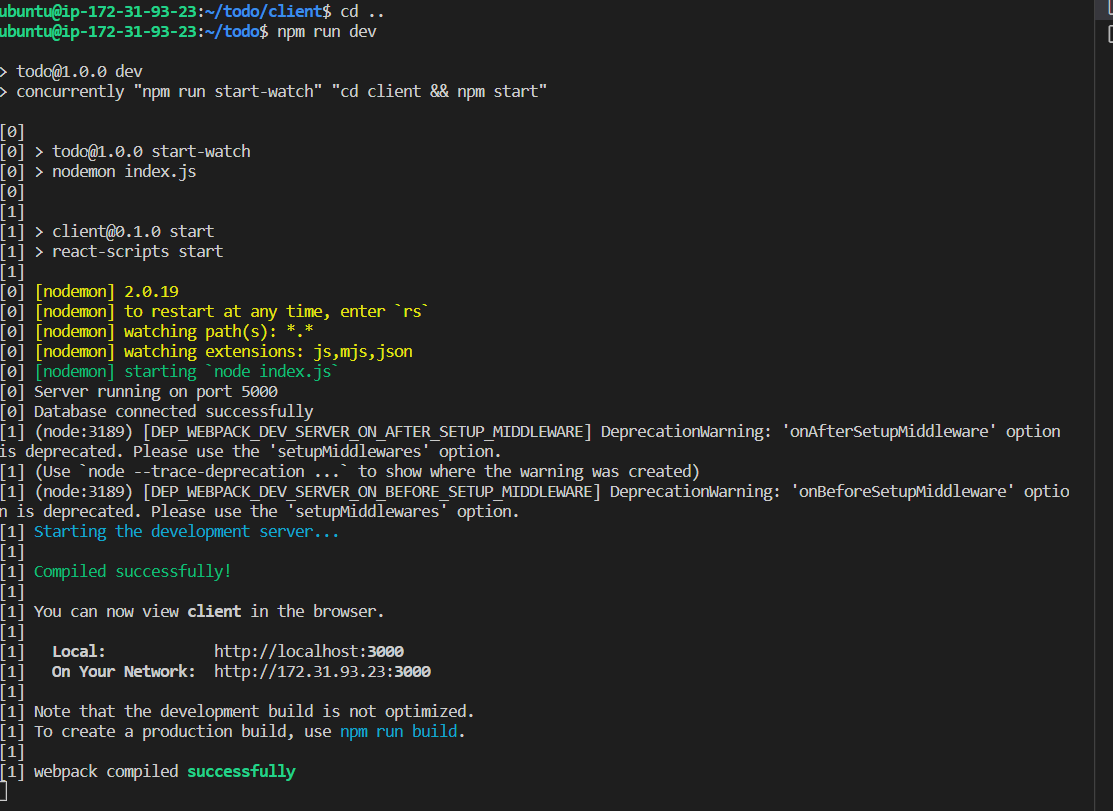 ubuntu@ip-172-31-93-23:~/todo/client$ cd ..
ubuntu@ip-172-31-93-23:~/todo$ npm run dev
> todo@1.0.0 dev
> concurrently "npm run start-watch" "cd client && npm start"
[0]
[0] > todo@1.0.0 start-watch
[0] > nodemon index.js
[0]
[1]
[1] > client@0.1.0 start
[1] > react-scripts start
[1]
[0] [nodemon] 2.0.19
[0] [nodemon] to restart at any time, enter `rs`
[0] [nodemon] watching path(s): *.*
[0] [nodemon] watching extensions: js,mjs,json
[0] [nodemon] starting `node index.js`
[0] Server running on port 5000
[0] Database connected successfully
[1] (node:3189) [DEP_WEBPACK_DEV_SERVER_ON_AFTER_SETUP_MIDDLEWARE] DeprecationWarning: 'onAfterSetupMiddleware' option
is deprecated. Please use the 'setupMiddlewares' option.
[1] (Use `node --trace-deprecation ...` to show where the warning was created)
[1] (node:3189) [DEP_WEBPACK_DEV_SERVER_ON_BEFORE_SETUP_MIDDLEWARE] DeprecationWarning: 'onBeforeSetupMiddleware' optio
n is deprecated. Please use the 'setupMiddlewares' option.
[1] Starting the development server...
[1]
[1] Compiled successfully!
[1]
[1] You can now view client in the browser.
[1]
[1]   Local:            http://localhost:3000
[1]   On Your Network:  http://172.31.93.23:3000
[1]
[1] Note that the development build is not optimized.
[1] To create a production build, use npm run build.
[1]
[1] webpack compiled successfully